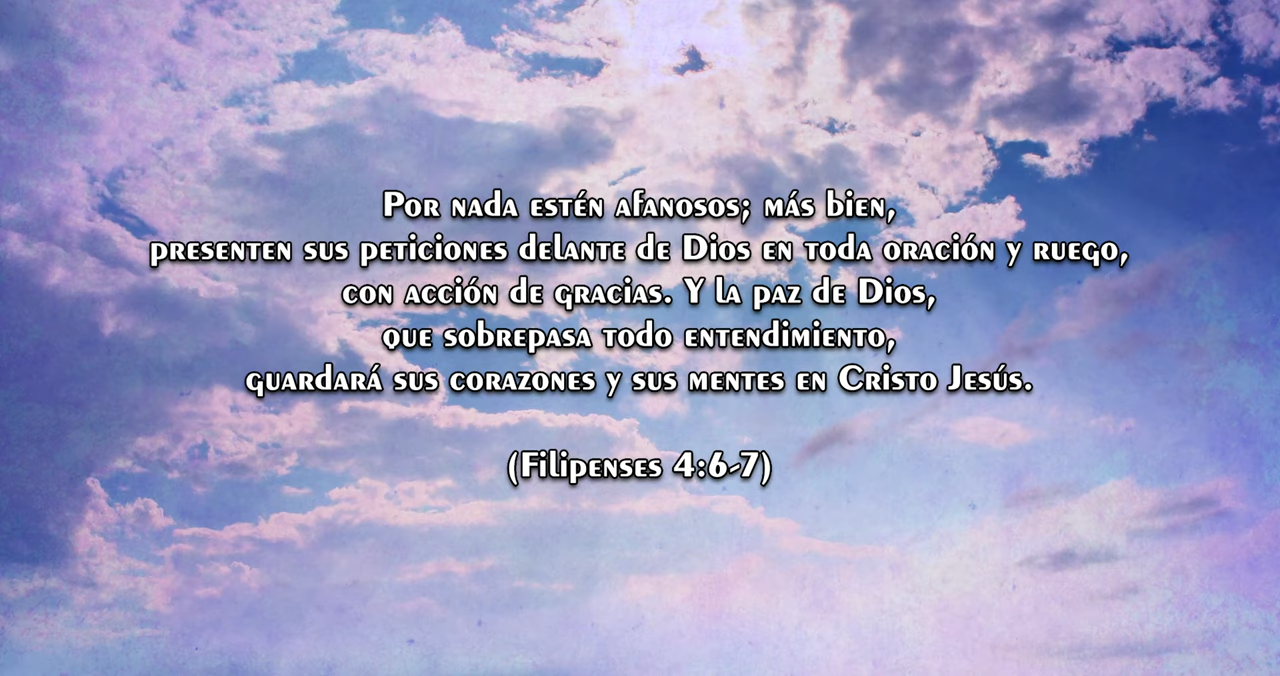 Por nada estén afanosos; más bien,
presenten sus peticiones delante de Dios en toda oración y ruego,
con acción de gracias. Y la paz de Dios,
que sobrepasa todo entendimiento,
guardará sus corazones y sus mentes en Cristo Jesús.
(Filipenses 4:6-7)